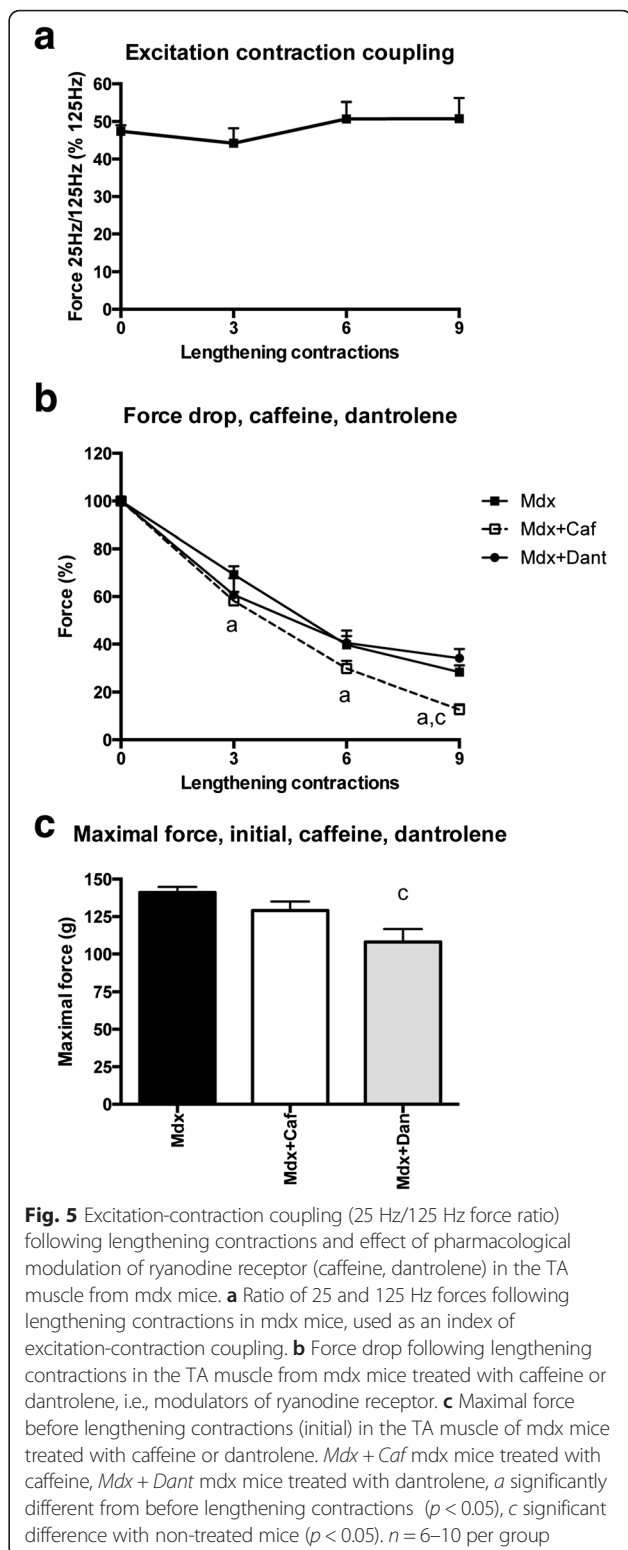 a
Excitation contraction coupling
Force 25Hz/125Hz (% 125Hz)
60
50
40
30
20
10
0
0 3 6 9
Lengthening contractions
b
Force drop, caffeine, dantrolene
Force (%)
120
100
80
60
40
20
0
a
a
a,c
0 3 6 9
Lengthening contractions
Mdx
Mdx+Caf
Mdx+Dant
c
Maximal force, initial, caffeine, dantrolene
Maximal force (g)
150
125
100
75
50
25
0
c
Mdx
Mdx+Caf
Mdx+Dan
Fig. 5 Excitation-contraction coupling (25 Hz/125 Hz force ratio)
following lengthening contractions and effect of pharmacological
modulation of ryanodine receptor (caffeine, dantrolene) in the TA
muscle from mdx mice. a Ratio of 25 and 125 Hz forces following
lengthening contractions in mdx mice, used as an index of
excitation-contraction coupling. b Force drop following lengthening
contractions in the TA muscle from mdx mice treated with caffeine or
dantrolene, i.e., modulators of ryanodine receptor. c Maximal force
before lengthening contractions (initial) in the TA muscle of mdx mice
treated with caffeine or dantrolene. Mdx + Caf mdx mice treated with
caffeine, Mdx + Dant mdx mice treated with dantrolene, a significantly
different from before lengthening contractions (p < 0.05), c significant
difference with non-treated mice (p < 0.05). n = 6–10 per group